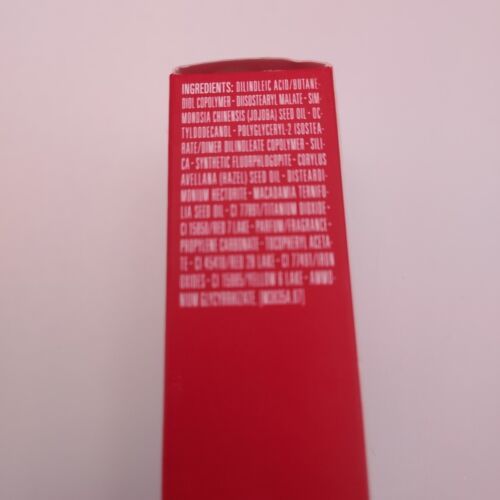 INGREDIENTS: DILINOLEIC ACID/BUTANE-
DIOL COPOLYMER - DIISOSTEARYL MALATE - SIM-
MONDSIA CHINENSIS (JOJOBA) SEED OIL - OC-
TYLDODECANOL - POLYGLYCERYL-2 ISOSTEA-
RATE/DIMER DILINOLEATE COPOLYMER - SILI-
CA - SYNTHETIC FLUORPHLOGOPITE - CORYLUS
AVELLANA (HAZEL) SEED OIL - DISTEARDI-
MONIUM HECTORITE - MACADAMIA TERNIFO-
LIA SEED OIL - CI 77891/TITANIUM DIOXIDE -
CI 15850/RED 7 LAKE - PARFUM/FRAGRANCE -
PROPYLENE CARBONATE - TOCOPHERYL ACETA-
TE - CI 45410/RED 28 LAKE - CI 77491/IRON
OXIDES - CI 15985/YELLOW 6 LAKE - AMMO-
NIUM GLYCYRRHIZATE.